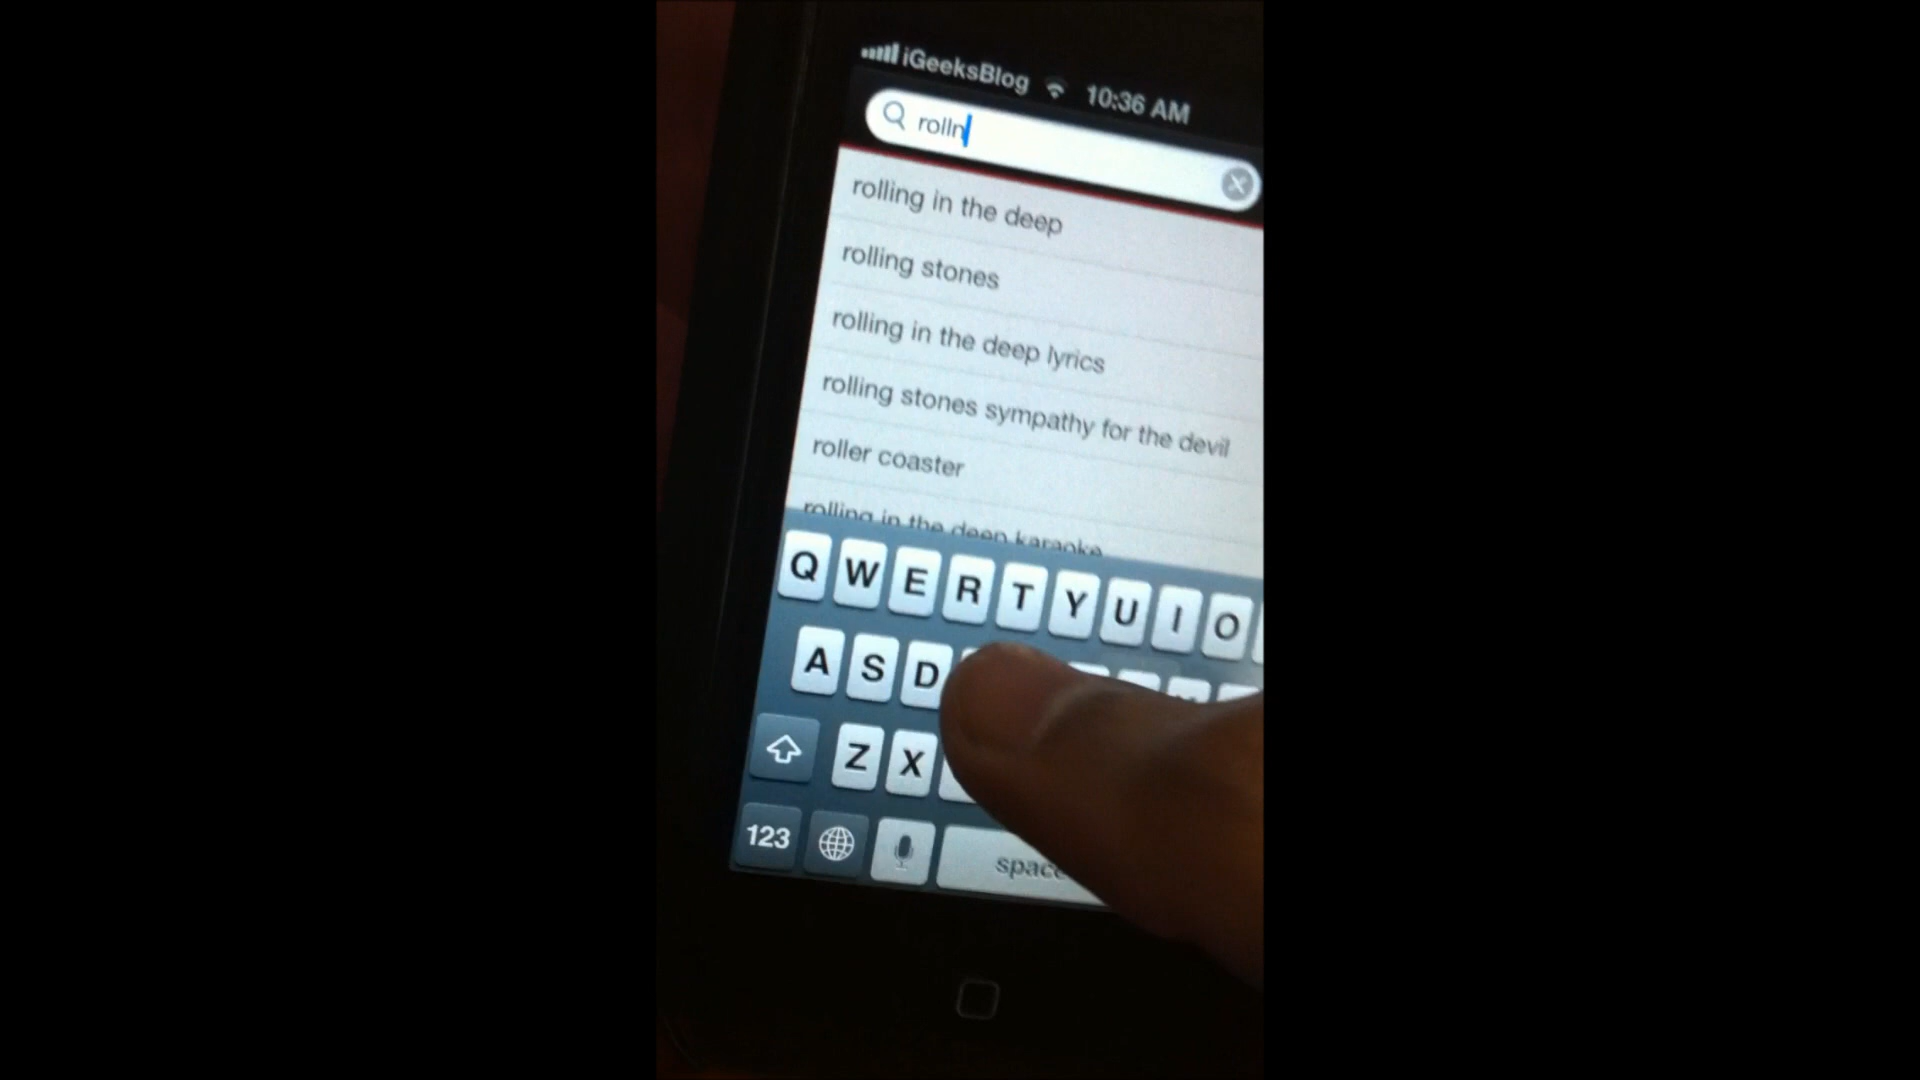 iGeeksBlog 10:36 AM
rolln
rolling in the deep
rolling stones
rolling in the deep lyrics
rolling stones sympathy for the devil
roller coaster
rolling in the deep karaoke
Q W E R T Y U I O
A S D
Z X
123 space